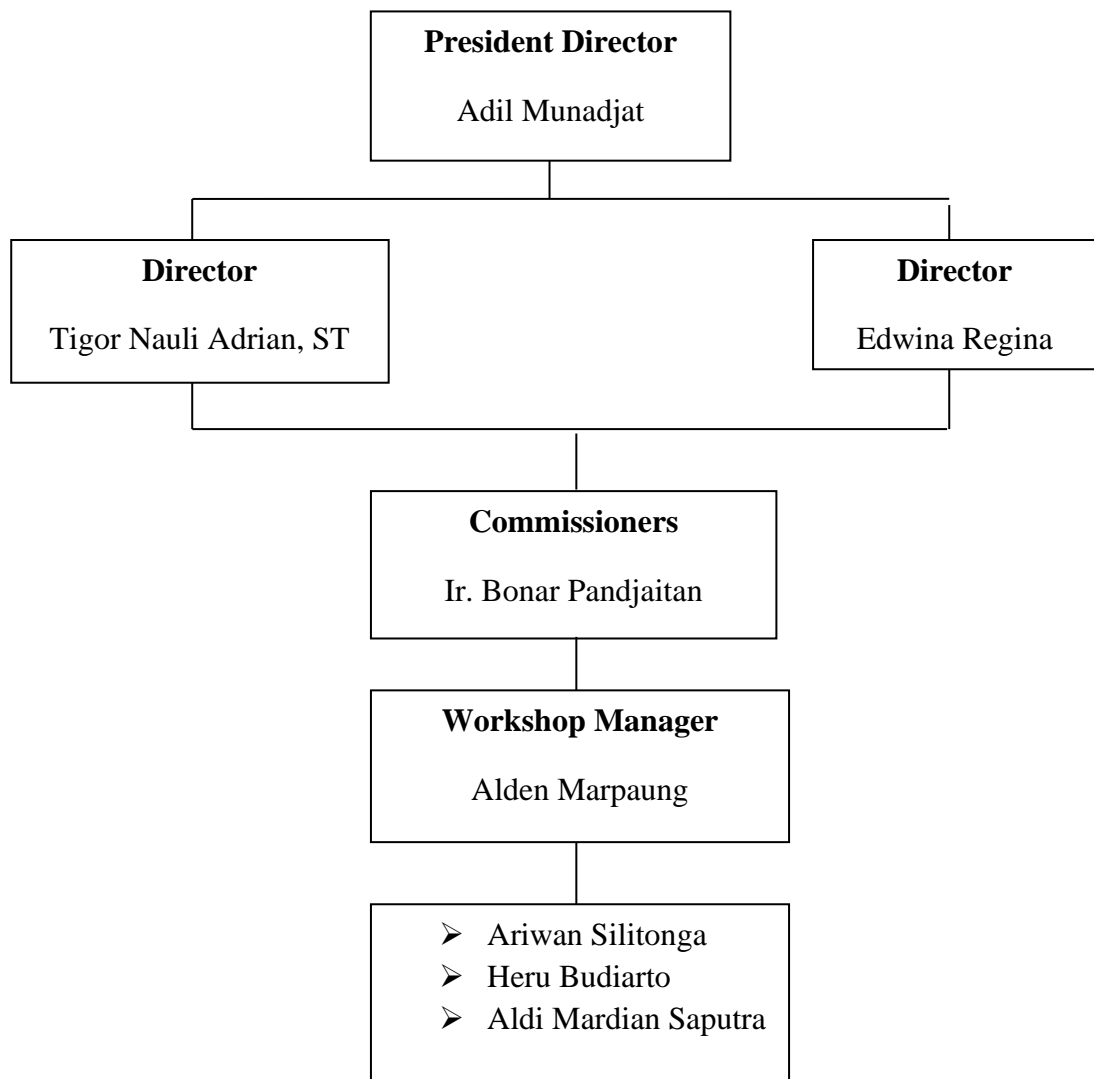 President Director
Adil Munadjat
Director
Tigor Nauli Adrian, ST
Director
Edwina Regina
Commissioners
Ir. Bonar Pandjaitan
Workshop Manager
Alden Marpaung
➢ Ariwan Silitonga
➢ Heru Budiarto
➢ Aldi Mardian Saputra